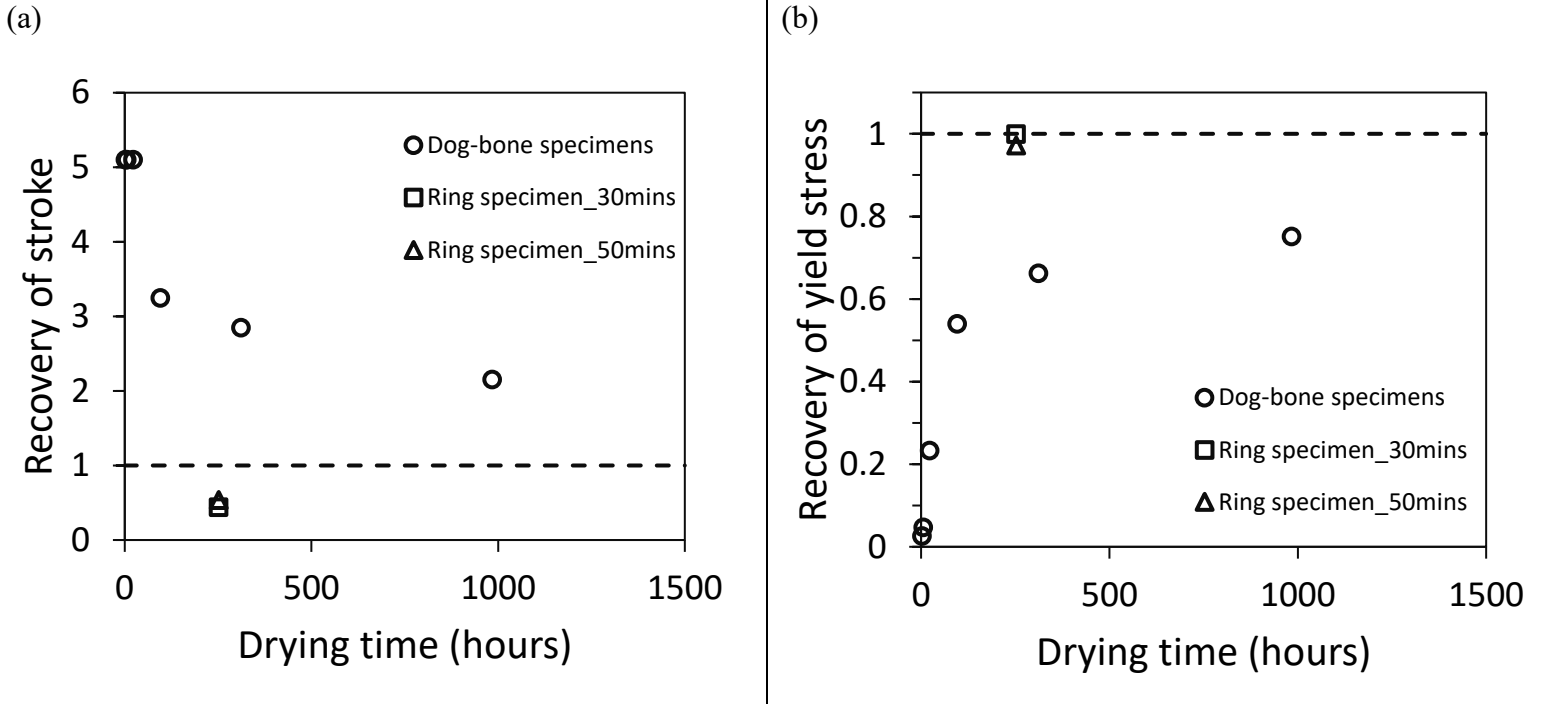 (a)
Recovery of stroke
6
5
4
3
2
1
0
0 500 1000 1500
Drying time (hours)
Dog-bone specimens
Ring specimen_30mins
Ring specimen_50mins
(b)
Recovery of yield stress
1
0.8
0.6
0.4
0.2
0
0 500 1000 1500
Drying time (hours)
Dog-bone specimens
Ring specimen_30mins
Ring specimen_50mins